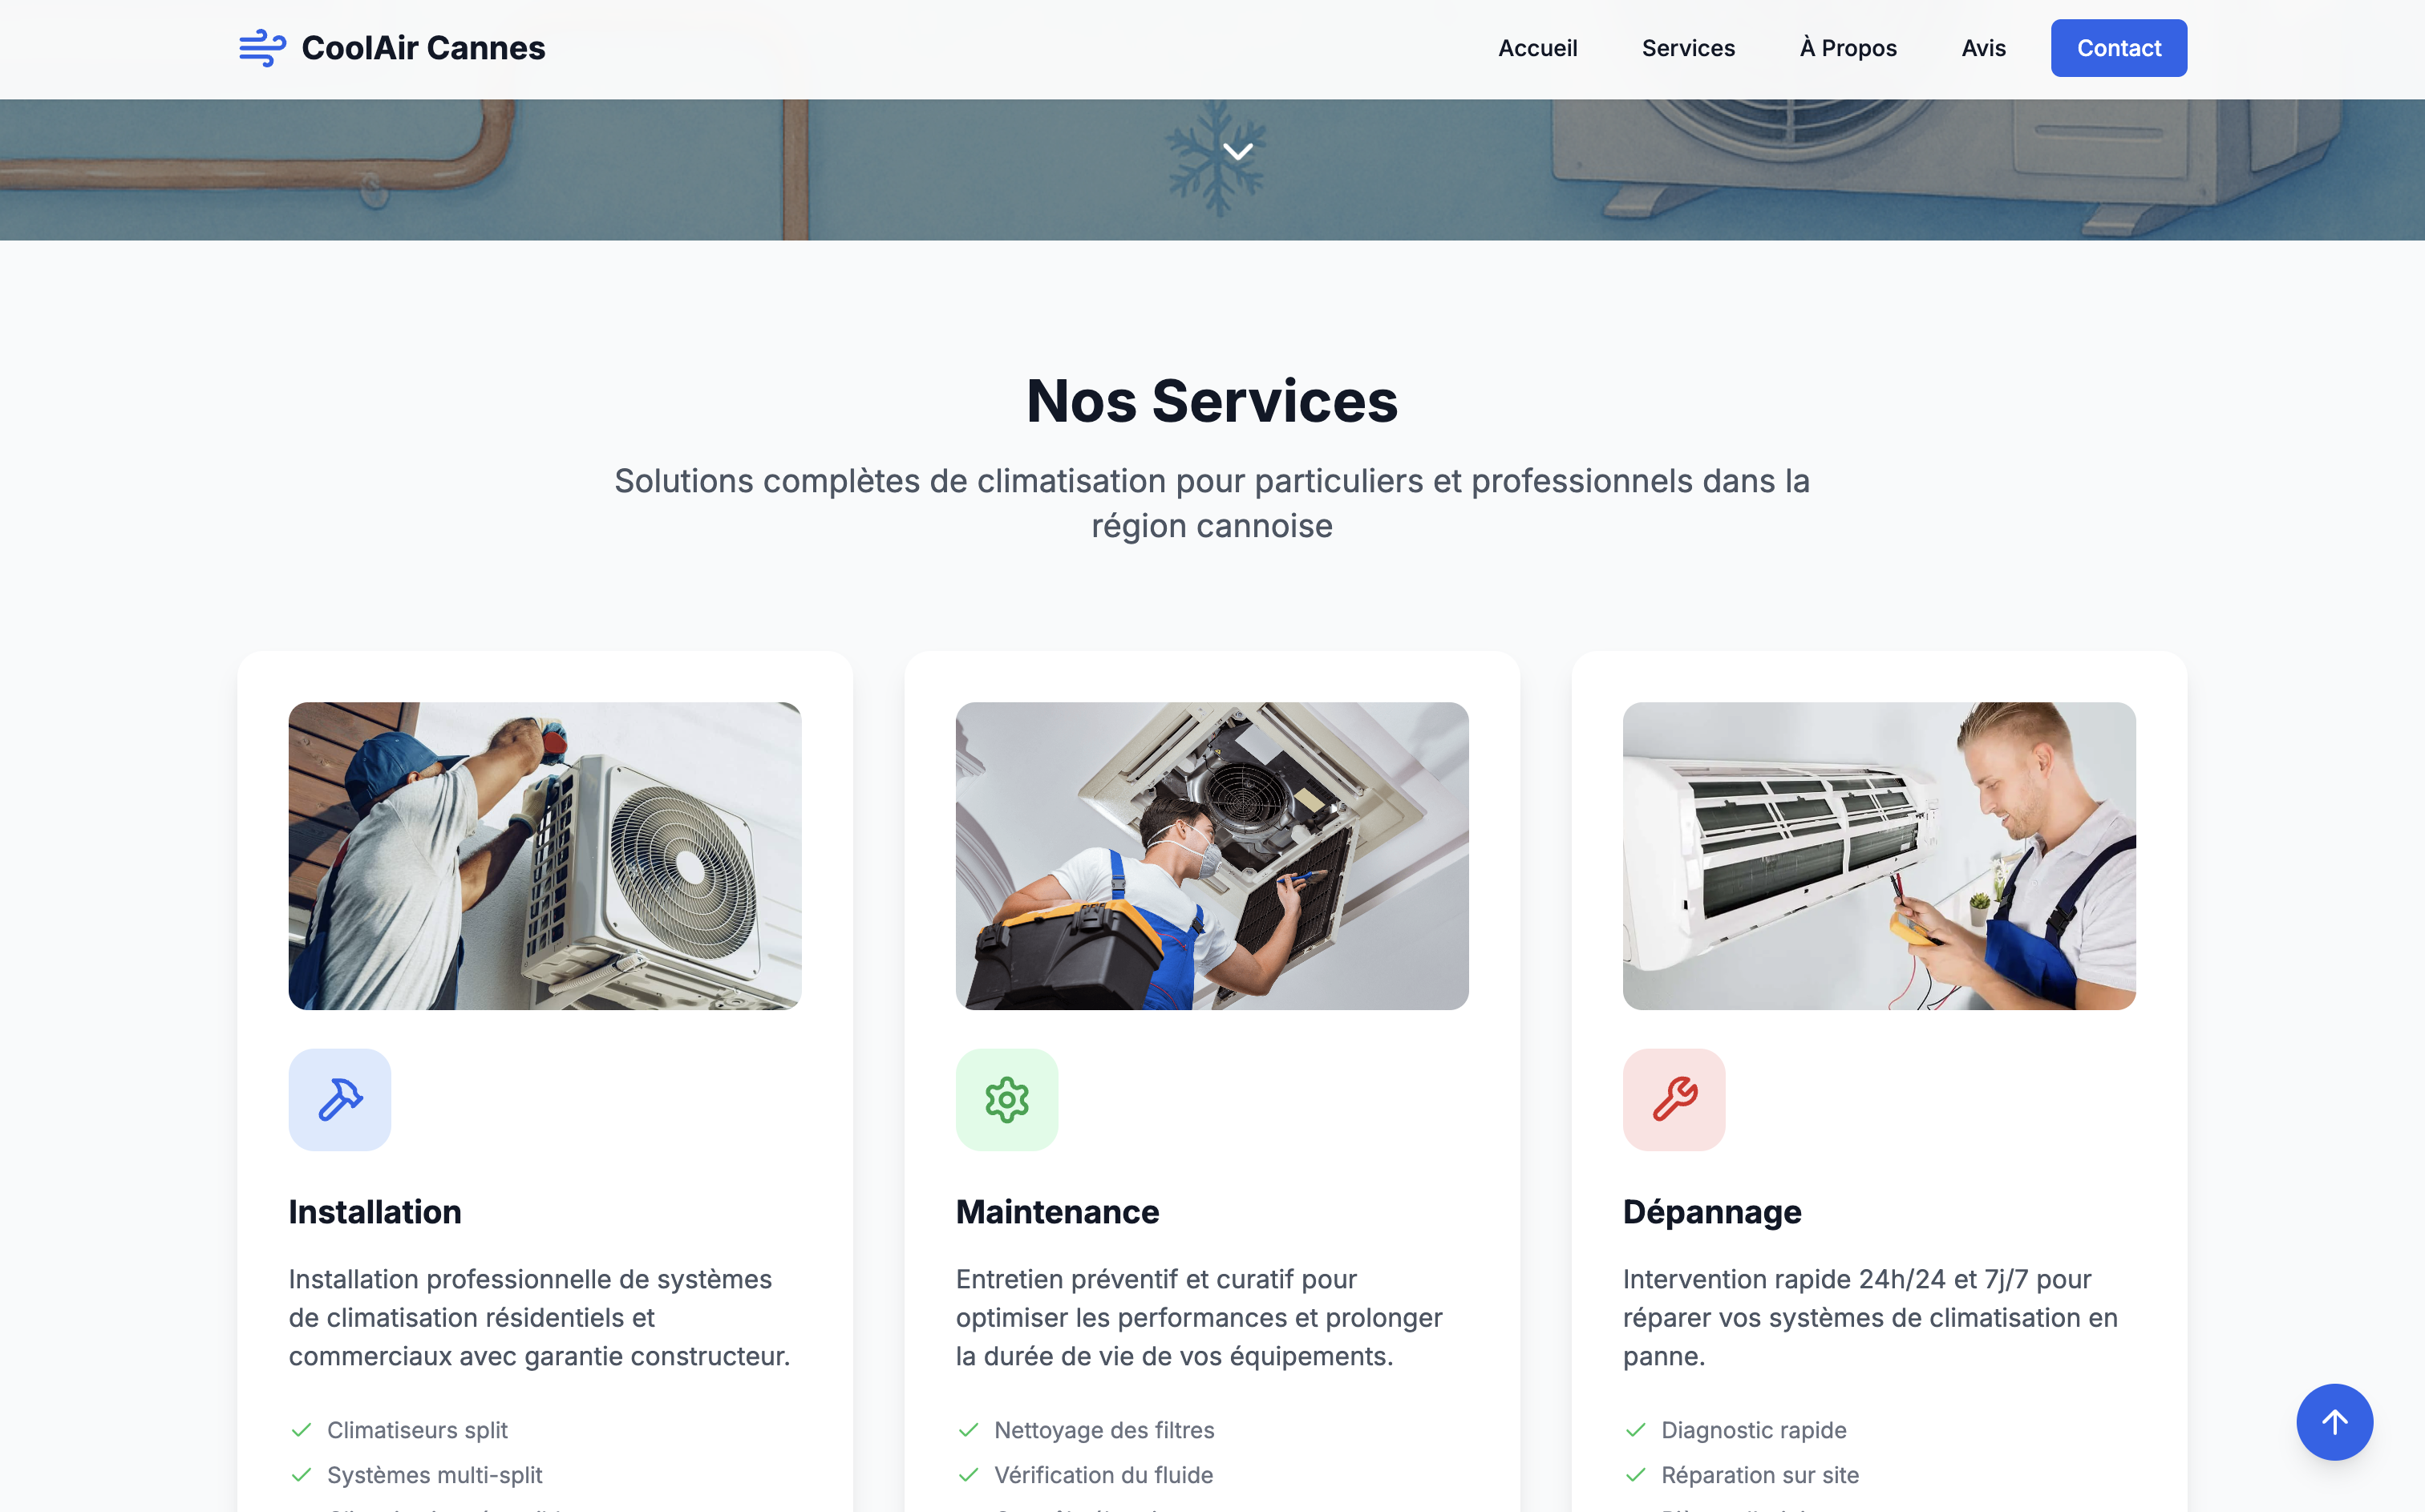 CoolAir Cannes
Accueil
Services
À Propos
Avis
Contact
Nos Services
Solutions complètes de climatisation pour particuliers et professionnels dans la
région cannoise
Installation
Installation professionnelle de systèmes
de climatisation résidentiels et
commerciaux avec garantie constructeur.
Climatiseurs split
Systèmes multi-split
Maintenance
Entretien préventif et curatif pour
optimiser les performances et prolonger
la durée de vie de vos équipements.
Nettoyage des filtres
Vérification du fluide
Dépannage
Intervention rapide 24h/24 et 7j/7 pour
réparer vos systèmes de climatisation en
panne.
Diagnostic rapide
Réparation sur site